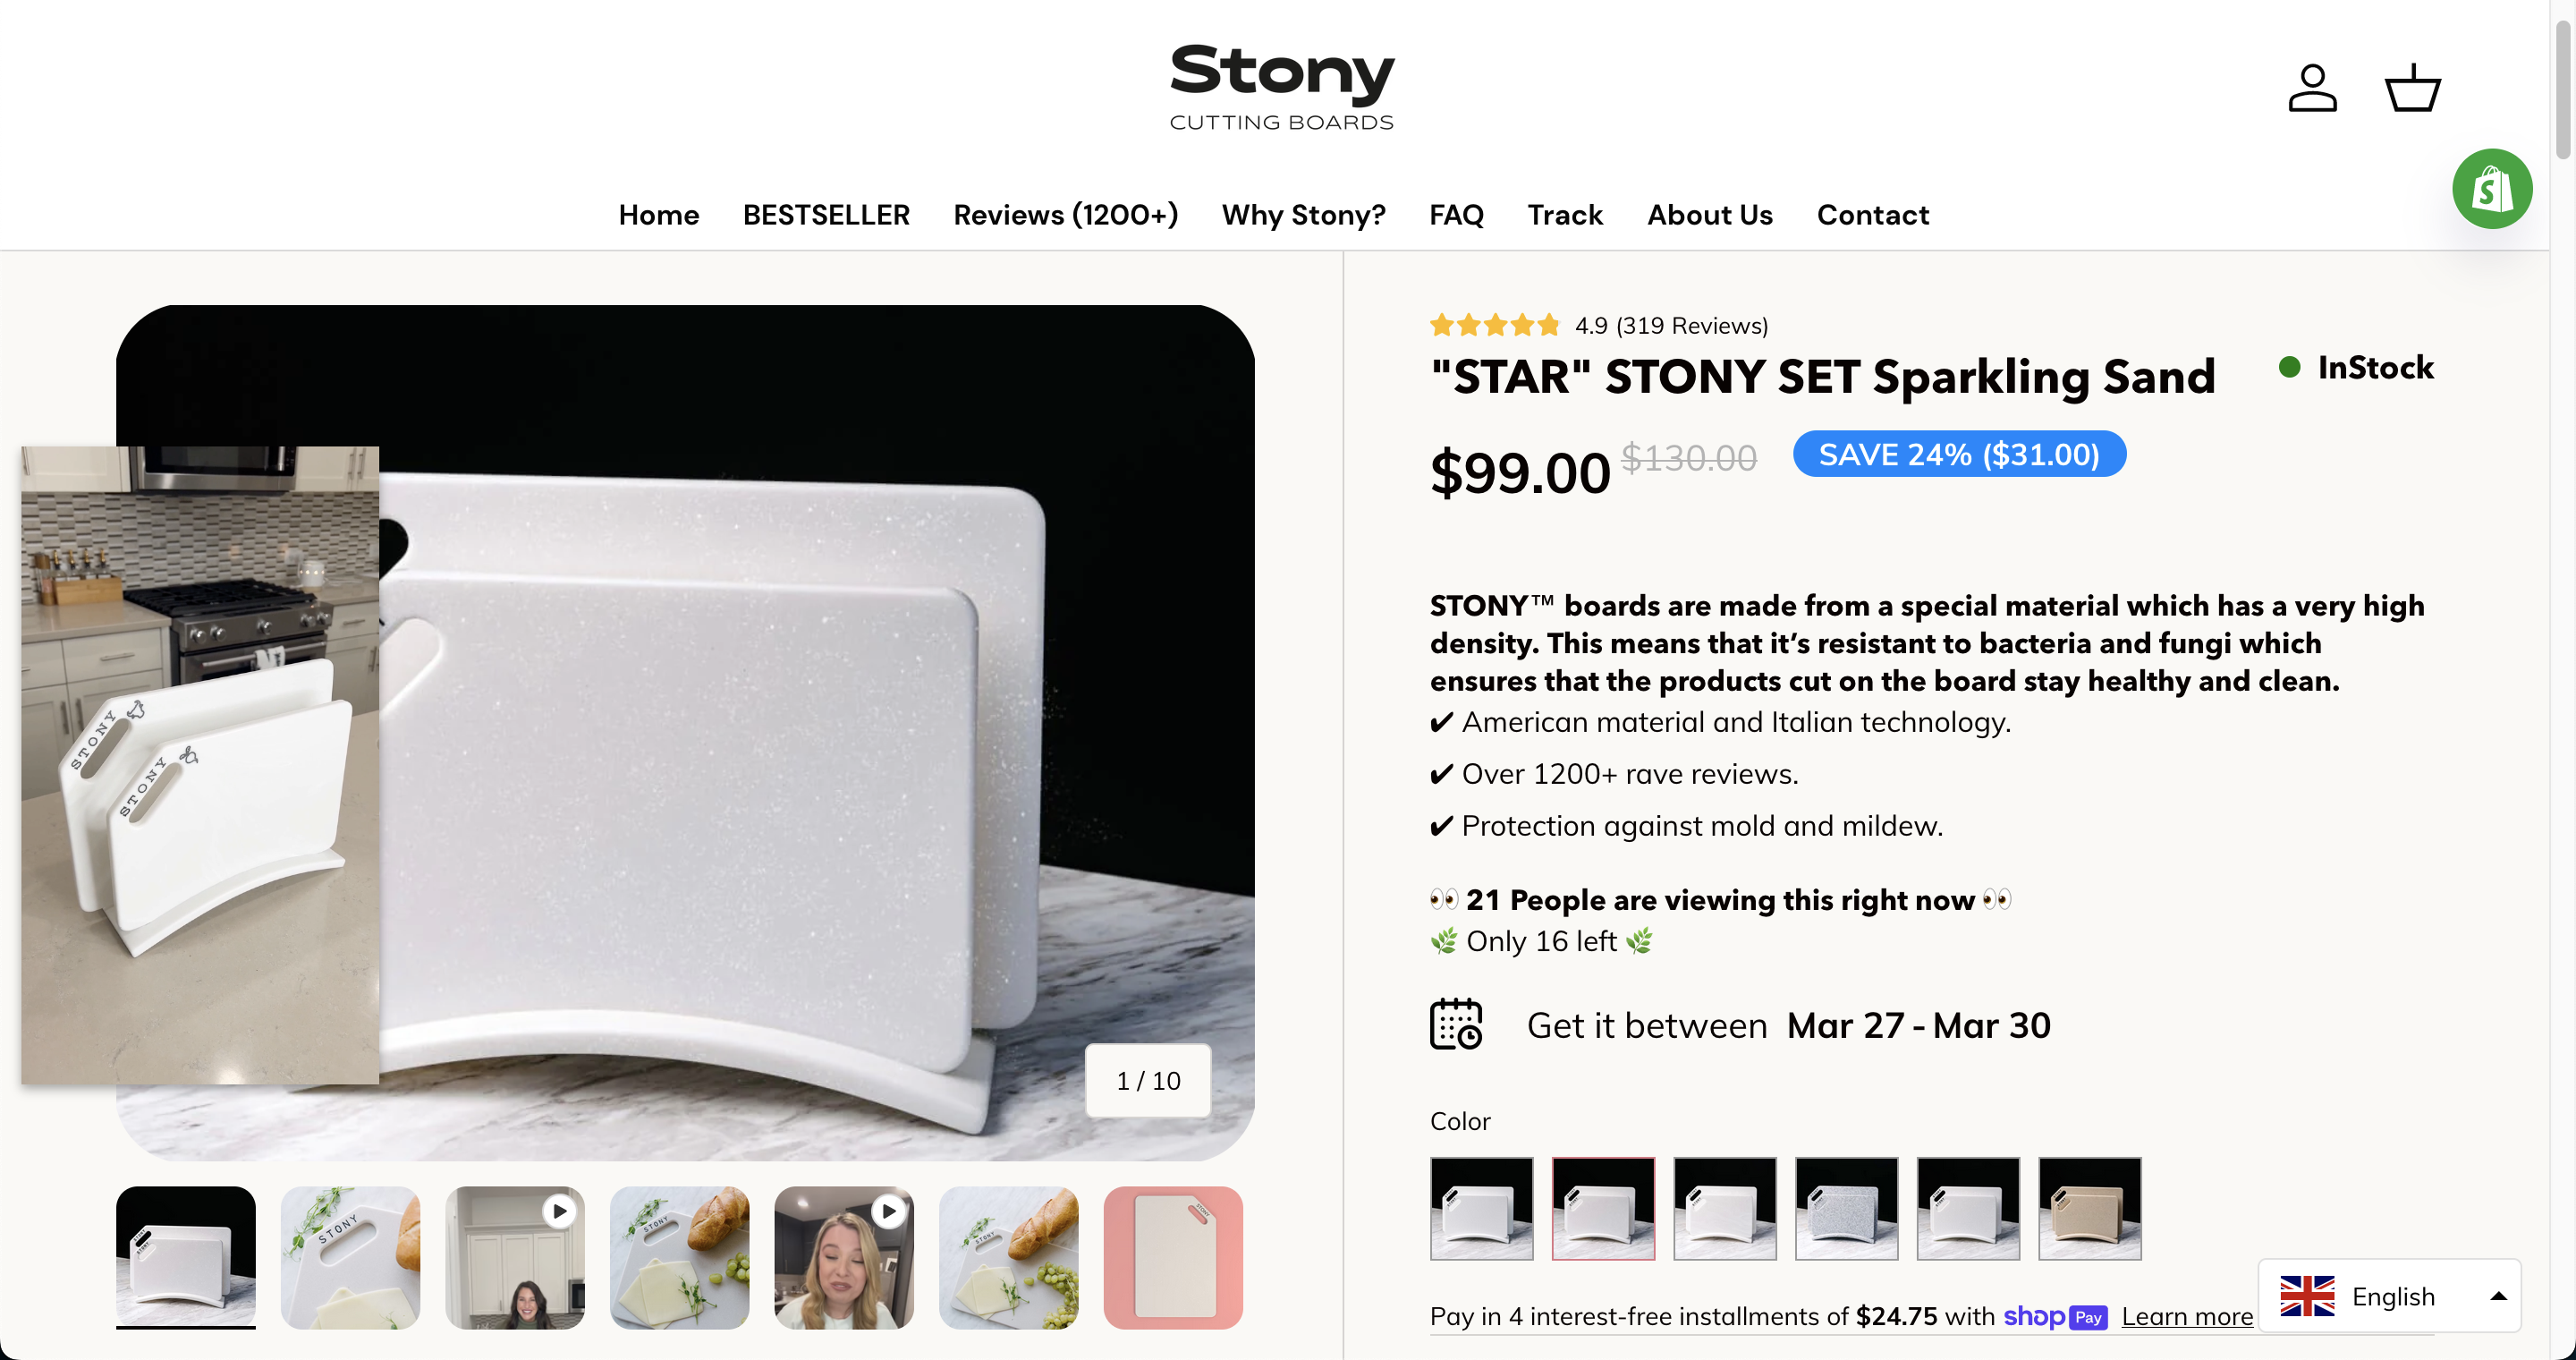 Stony
CUTTING BOARDS
Home BESTSELLER Reviews (1200+) Why Stony? FAQ Track About Us Contact
4.9 (319 Reviews)
"STAR" STONY SET Sparkling Sand
InStock
$99.00 $130.00 SAVE 24% ($31.00)
STONY™ boards are made from a special material which has a very high
density. This means that it’s resistant to bacteria and fungi which
ensures that the products cut on the board stay healthy and clean.
✔ American material and Italian technology.
✔ Over 1200+ rave reviews.
✔ Protection against mold and mildew.
👀 21 People are viewing this right now 👀
🌿 Only 16 left 🌿
Get it between Mar 27 - Mar 30
Color
Pay in 4 interest-free installments of $24.75 with shop Pay Learn more
English
STONY
STONY
1 / 10
STONY
STONY
STONY
STONY